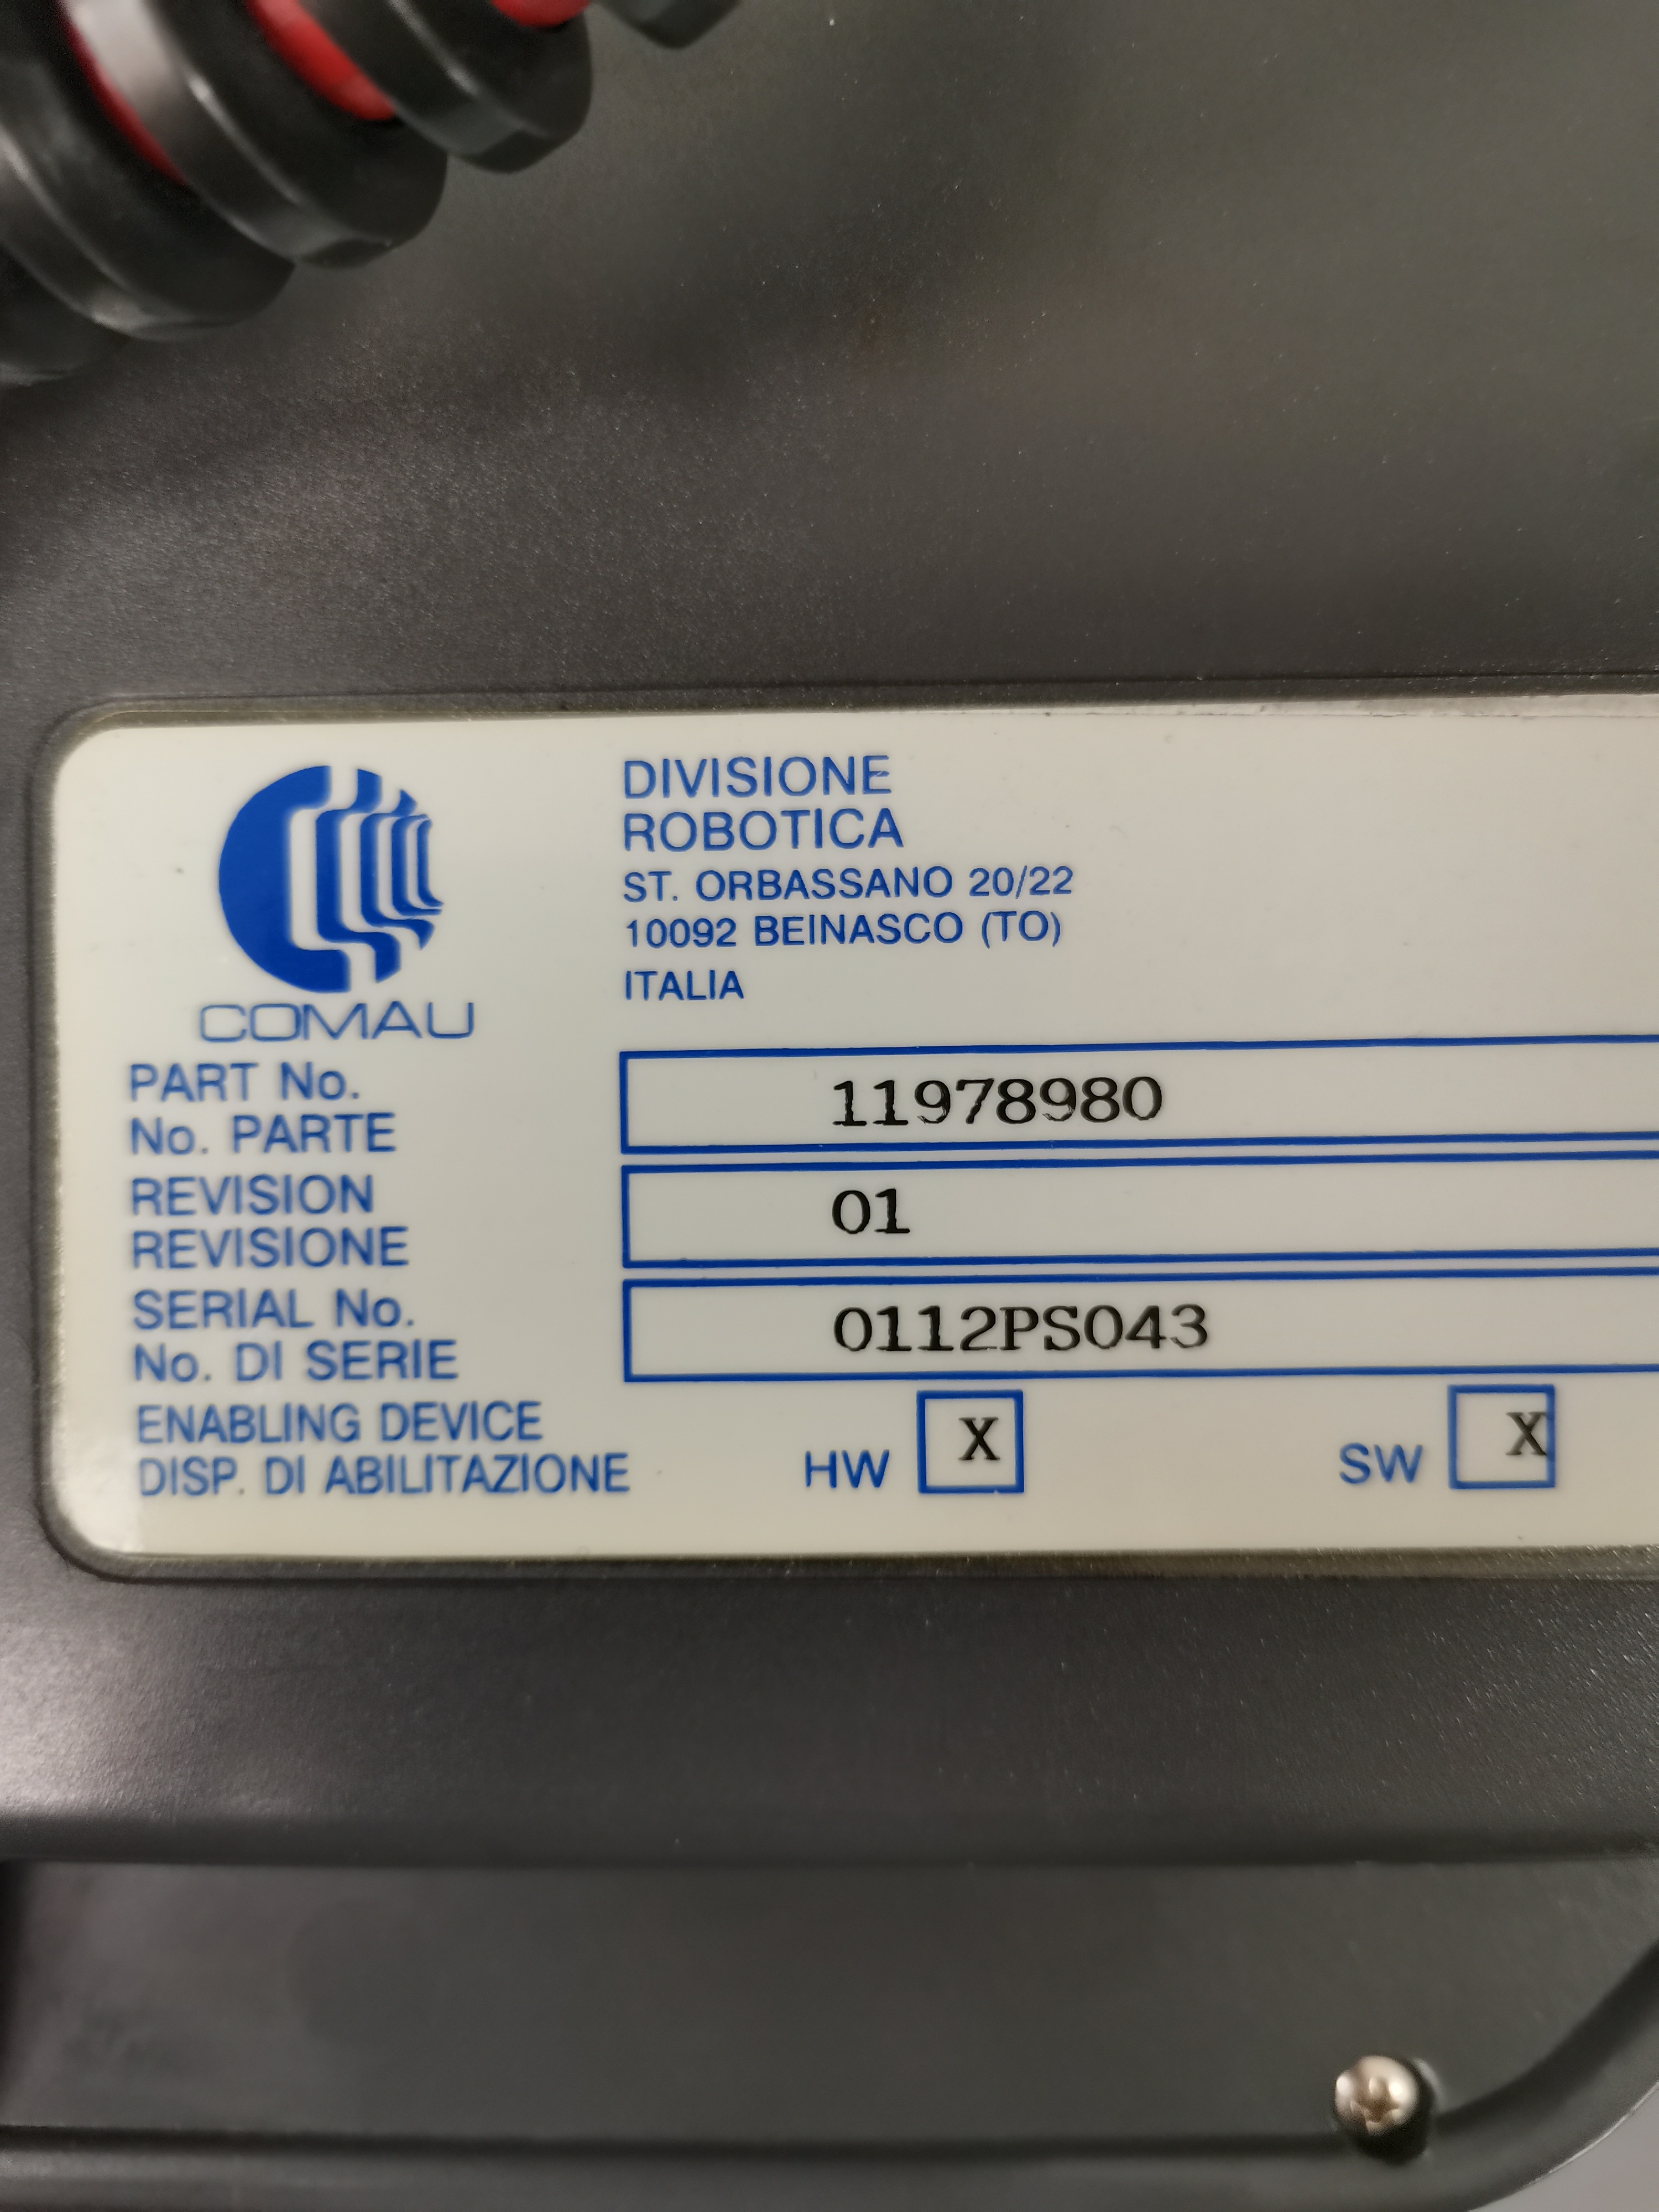 DIVISIONE
ROBOTICA
ST. ORBASSANO 20/22
10092 BEINASCO (TO)
ITALIA
COMAU
PART No.
No. PARTE
11978980
REVISION
REVISIONE
01
SERIAL No.
No. DI SERIE
0112PS043
ENABLING DEVICE
DISP. DI ABILITAZIONE
HW X SW X